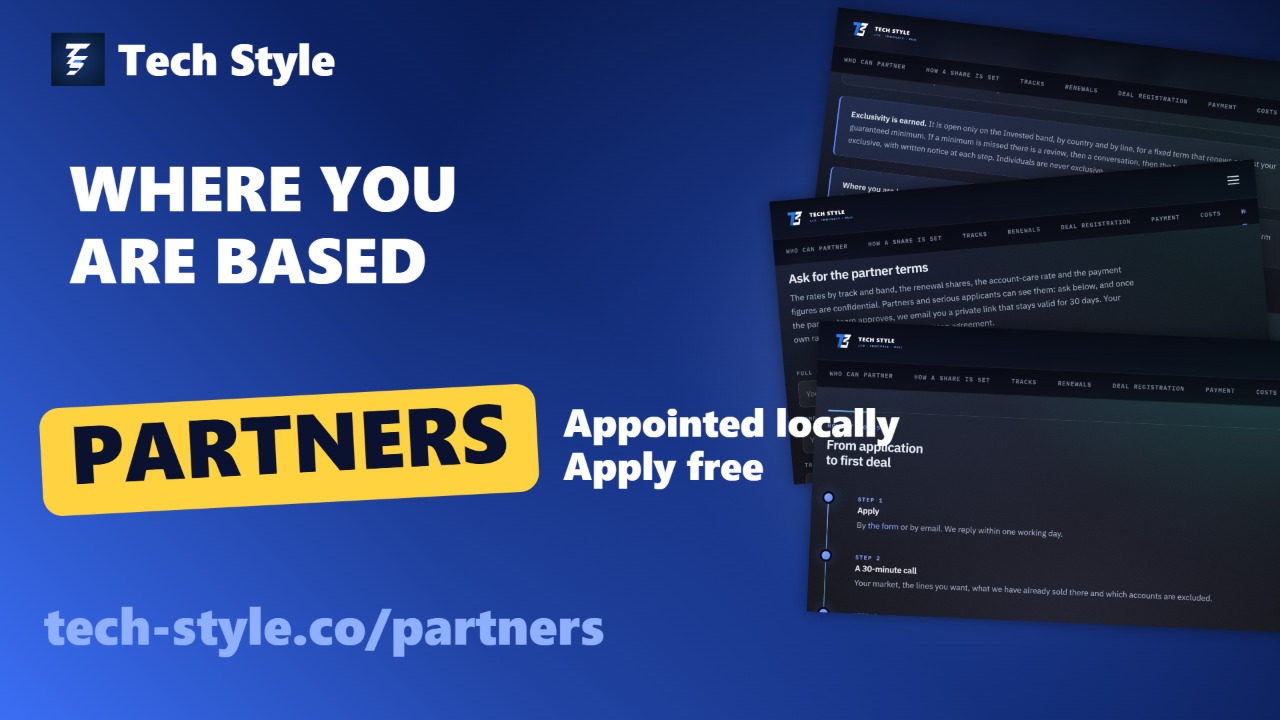 Tech Style
WHERE YOU
ARE BASED
PARTNERS
Appointed locally
Apply free
tech-style.co/partners
TECH STYLE
WHO CAN PARTNER HOW A SHARE IS SET TRACKS RENEWALS DEAL REGISTRATION PAYMENT COSTS
Exclusivity is earned. It is open only on the Invested band, by country and by line, for a fixed term that renews
guaranteed minimum. If a minimum is missed there is a review, then a conversation, then the
exclusive, with written notice at each step. Individuals are never exclusive.
Where you are
TECH STYLE
WHO CAN PARTNER HOW A SHARE IS SET TRACKS RENEWALS DEAL REGISTRATION PAYMENT COSTS
Ask for the partner terms
The rates by track and band, the renewal shares, the account-care rate and the payment
figures are confidential. Partners and serious applicants can see them: ask below, and once
the approves, we email you a private link that stays valid for 30 days. Your
own agreement.
FULL
TECH STYLE
WHO CAN PARTNER HOW A SHARE IS SET TRACKS RENEWALS DEAL REGISTRATION PAYMENT COSTS
From application
to first deal
STEP 1
Apply
By the form or by email. We reply within one working day.
STEP 2
A 30-minute call
Your market, the lines you want, what we have already sold there and which accounts are excluded.